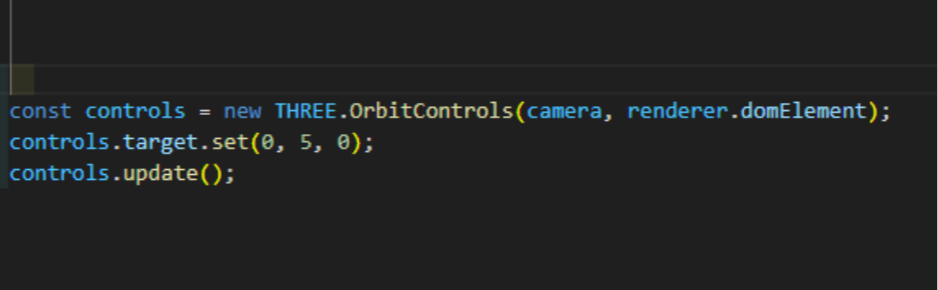 const controls = new THREE.OrbitControls(camera, renderer.domElement);
controls.target.set(0, 5, 0);
controls.update();